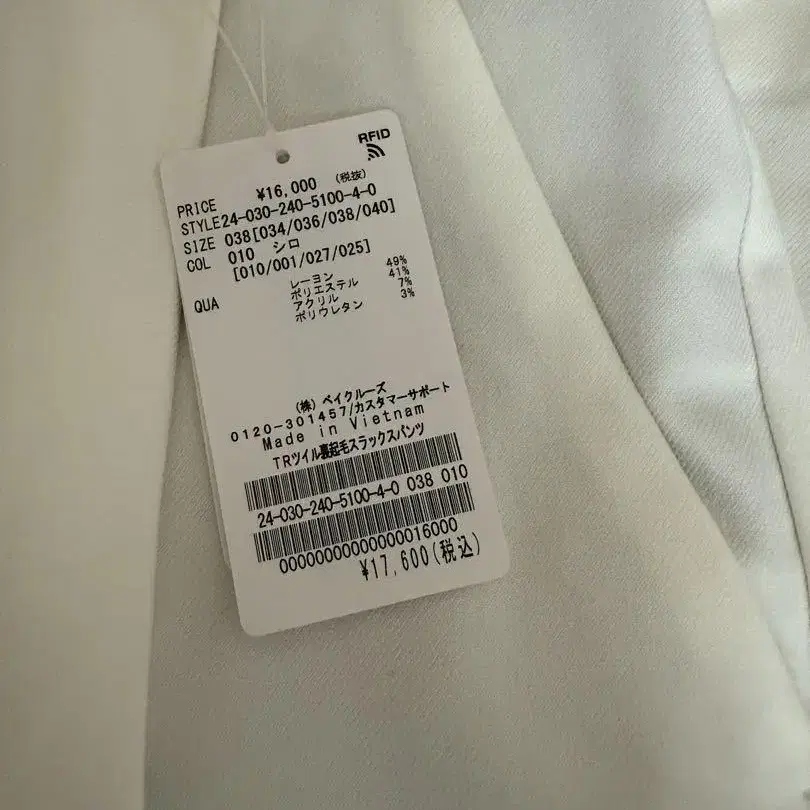 RFID
PRICE ¥16,000 (税抜)
STYLE24-030-240-5100-4-0
SIZE 038[034/036/038/040]
COL 010 シロ
[010/001/027/025]
QUA レーヨン 49%
ポリエステル 41%
アクリル 7%
ポリウレタン 3%
(株)ベイクルーズ
0120-301457/カスタマーサポート
Made in Vietnam
TRツイル裏起毛スラックスパンツ
24-030-240-5100-4-0 038 010
00000000000000016000
¥17,600(税込)